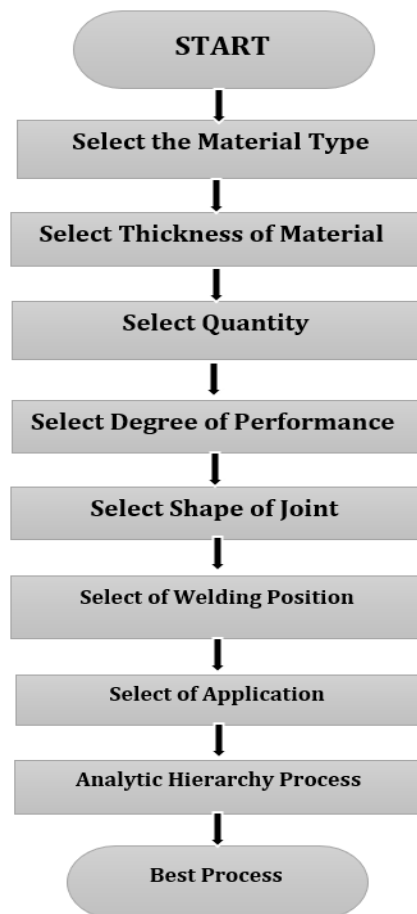 START
Select the Material Type
Select Thickness of Material
Select Quantity
Select Degree of Performance
Select Shape of Joint
Select of Welding Position
Select of Application
Analytic Hierarchy Process
Best Process